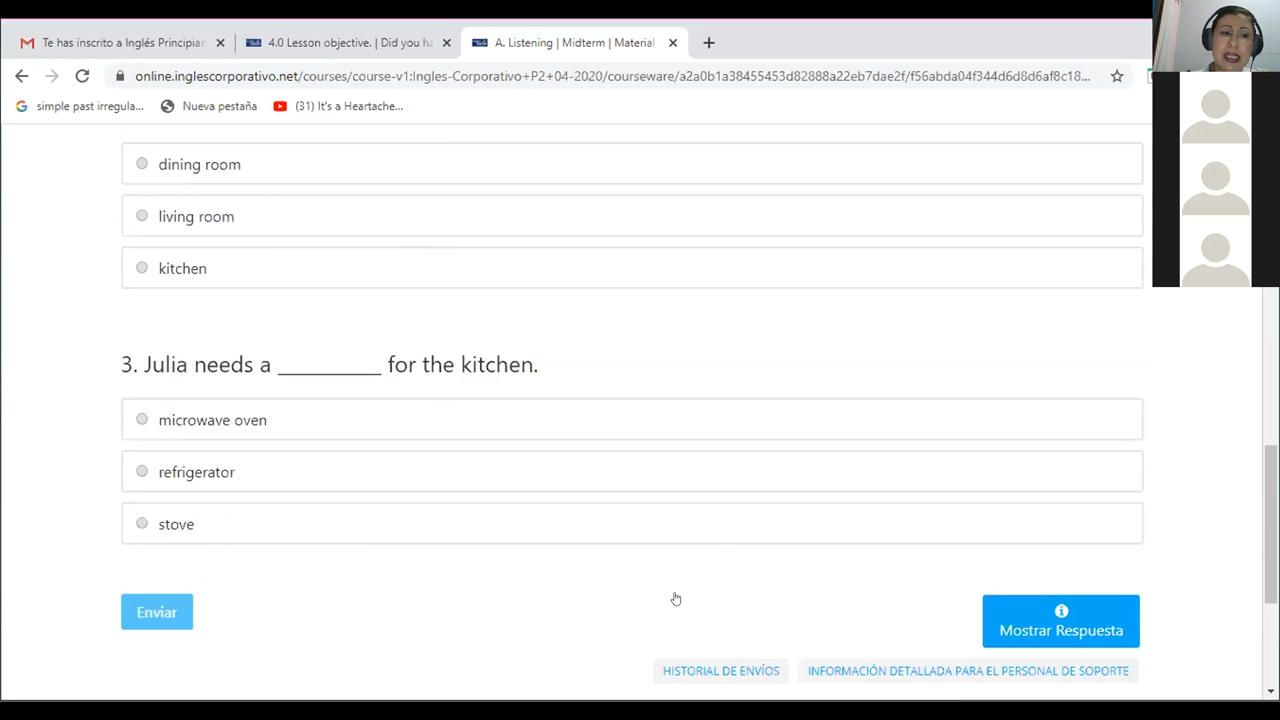 Te has inscrito a Inglés Principian
4.0 Lesson objective. | Did you ha
A. Listening | Midterm | Material
online.inglescorporativo.net/courses/course-v1:Ingles-Corporativo+P2+04-2020/courseware/a2a0b1a38455453d82838a22eb7dae2f/f56abda04f344d6d8d6af8c18...
simple past irregula...
Nueva pestaña
(31) It's a Heartache...
dining room
living room
kitchen
3. Julia needs a __________ for the kitchen.
microwave oven
refrigerator
stove
Enviar
Mostrar Respuesta
HISTORIAL DE ENVÍOS
INFORMACIÓN DETALLADA PARA EL PERSONAL DE SOPORTE